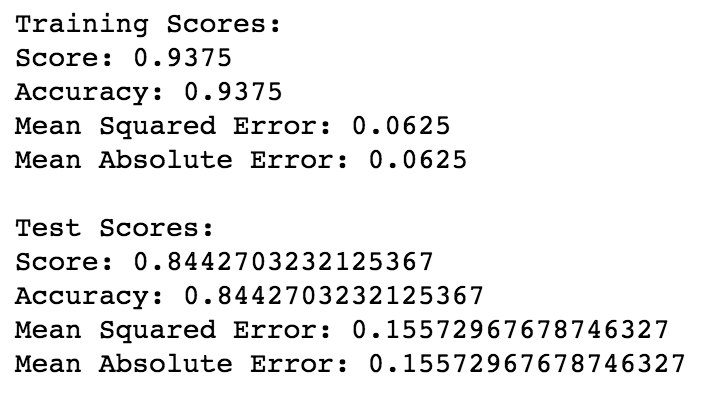 Training Scores:
Score: 0.9375
Accuracy: 0.9375
Mean Squared Error: 0.0625
Mean Absolute Error: 0.0625
Test Scores:
Score: 0.8442703232125367
Accuracy: 0.8442703232125367
Mean Squared Error: 0.15572967678746327
Mean Absolute Error: 0.15572967678746327